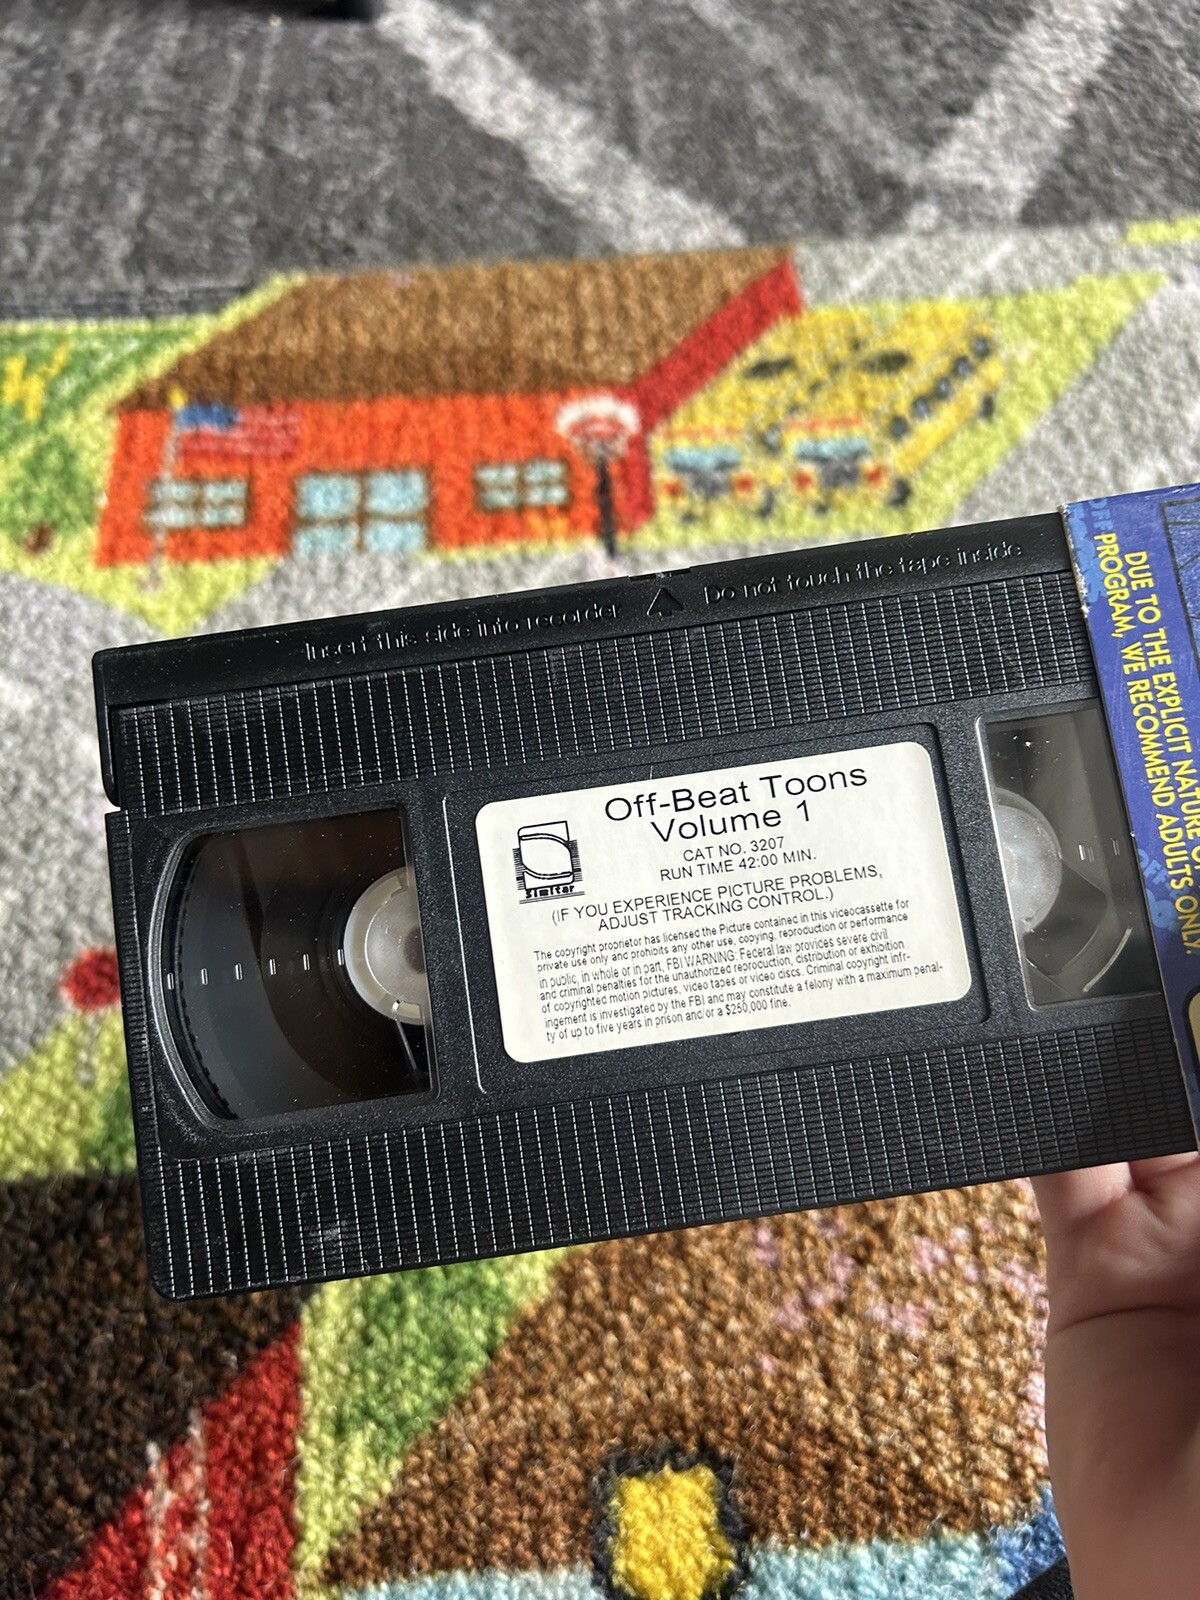 Insert this side into recorder
Do not touch the tape inside
Off-Beat Toons
Volume 1
CAT NO. 3207
RUN TIME 42:00 MIN.
similar
(IF YOU EXPERIENCE PICTURE PROBLEMS,
ADJUST TRACKING CONTROL.)
The copyright proprietor has licensed the Picture contained in this videocassette for
private use only and prohibits any other use, copying, reproduction or performance
in public, in whole or in part. FBI WARNING: Federal law provides severe civil
and criminal penalties for the unauthorized reproduction, distribution or exhibition
of copyrighted motion pictures, video tapes or video discs. Criminal copyright infr-
ingement is investigated by the FBI and may constitute a felony with a maximum penal-
ty of up to five years in prison and/or a $250,000 fine.
DUE TO THE EXPLICIT NATURE
PROGRAM, WE RECOMMEND ADULTS ONLY